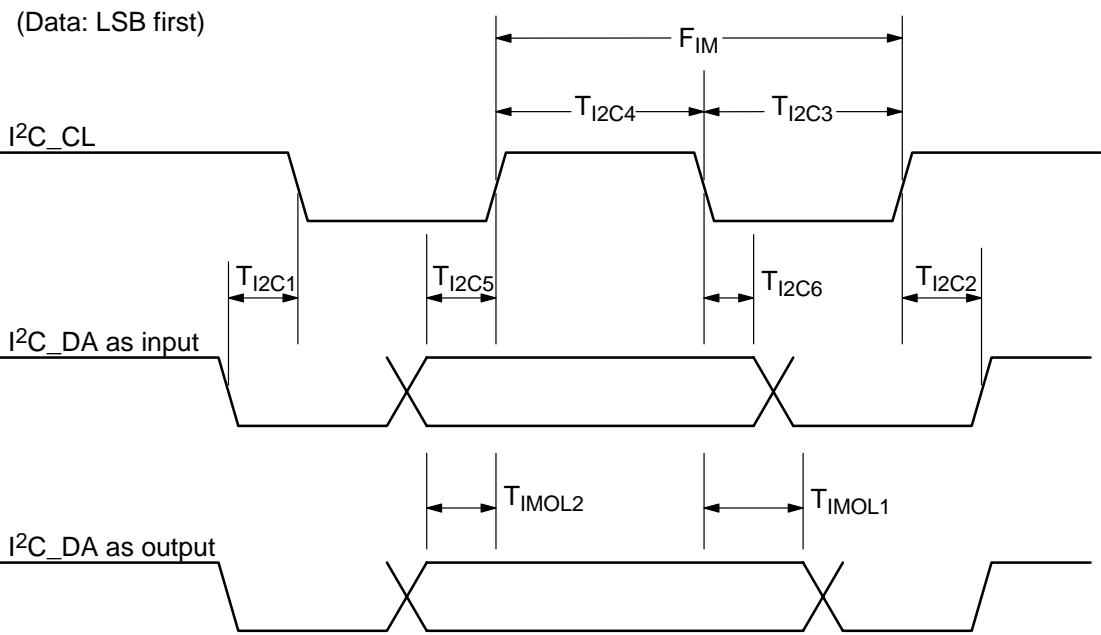 (Data: LSB first)
F_IM
T_I2C4
T_I2C3
I²C_CL
T_I2C1
T_I2C5
T_I2C6
T_I2C2
I²C_DA as input
T_IMOL2
T_IMOL1
I²C_DA as output